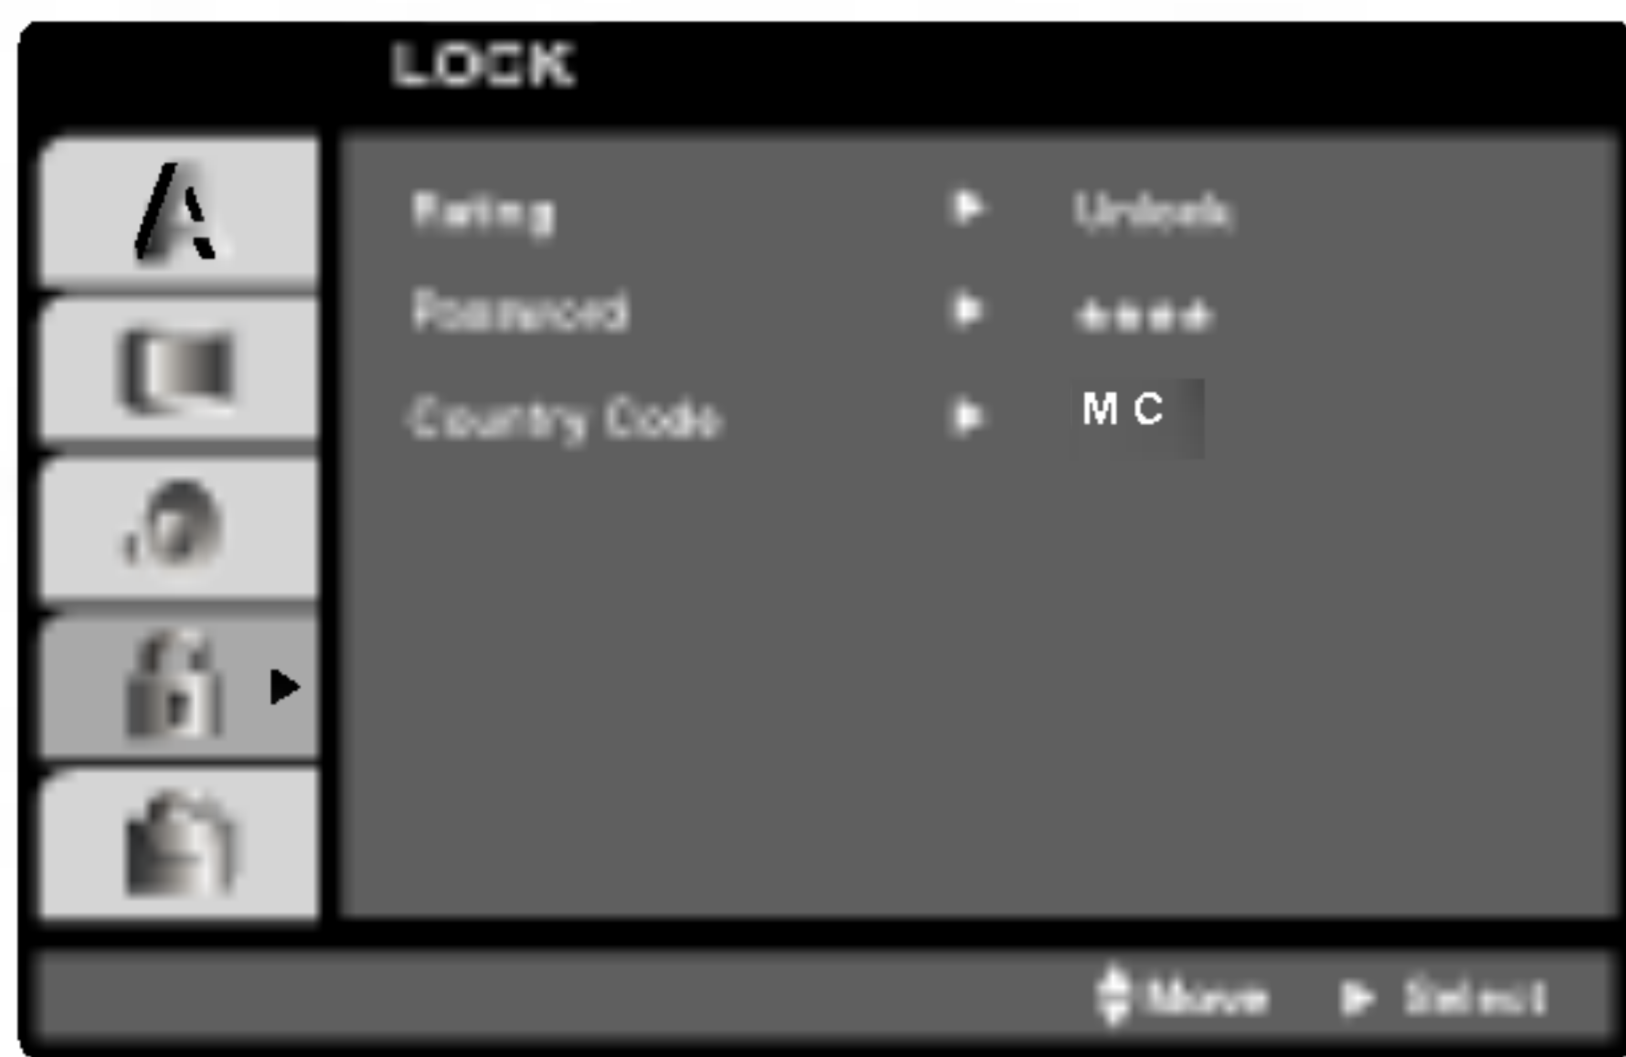 LOCK
Rating Unlock
Password ****
Country Code M C
Move Select